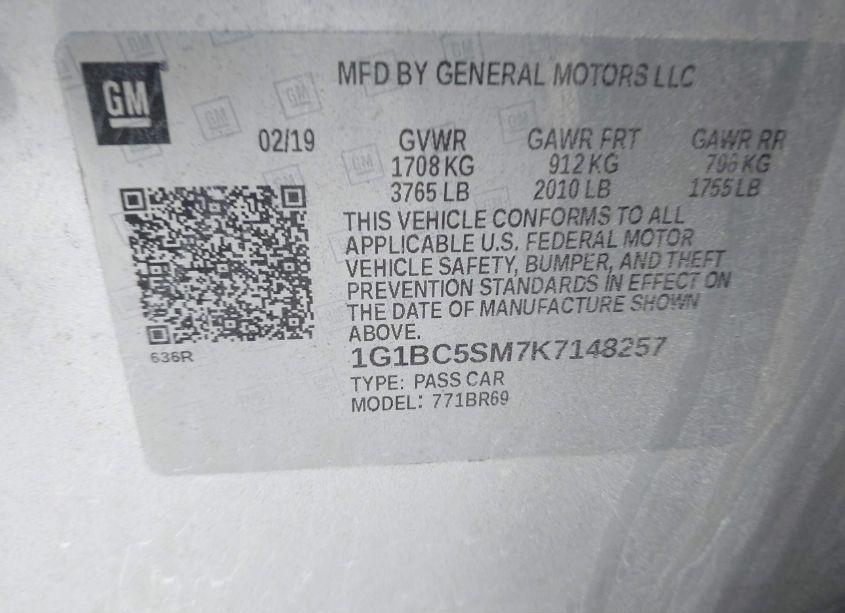 GM
MFD BY GENERAL MOTORS LLC
02/19 GVWR GAWR FRT GAWR RR
1708 KG 912 KG 796 KG
3765 LB 2010 LB 1755 LB
THIS VEHICLE CONFORMS TO ALL
APPLICABLE U.S. FEDERAL MOTOR
VEHICLE SAFETY, BUMPER, AND THEFT
PREVENTION STANDARDS IN EFFECT ON
THE DATE OF MANUFACTURE SHOWN
ABOVE.
636R
1G1BC5SM7K7148257
TYPE: PASS CAR
MODEL: 771BR69